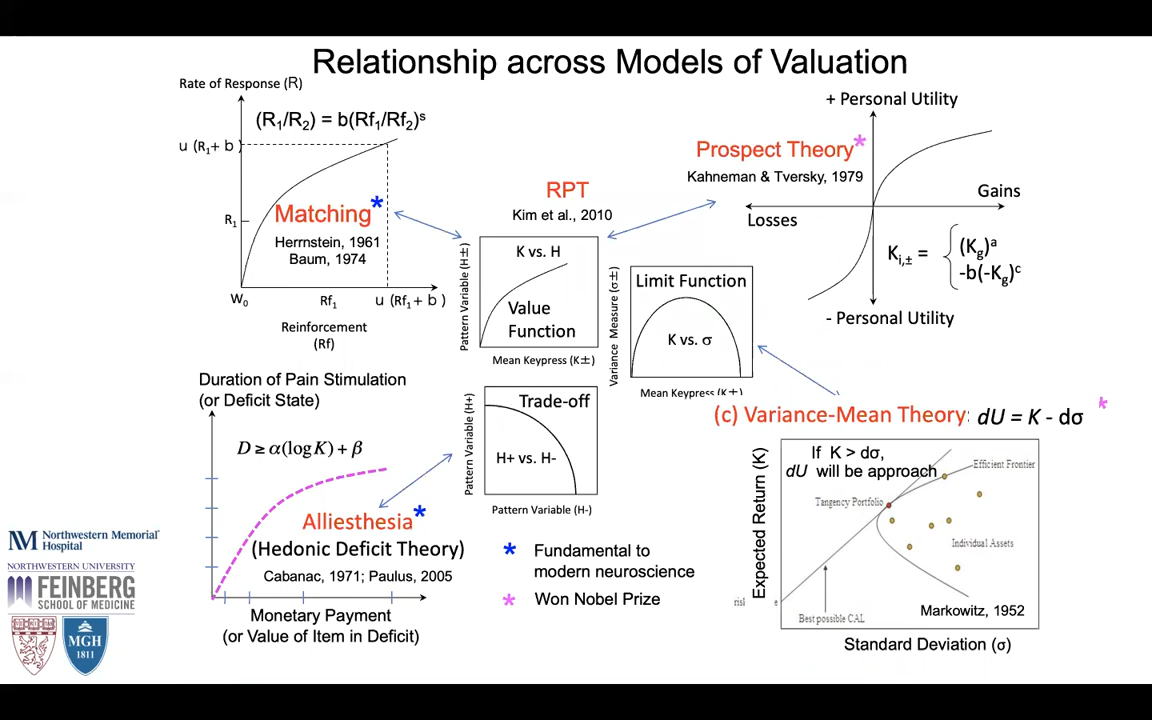 Relationship across Models of Valuation
Rate of Response (R)
(R₁/R₂) = b(Rf₁/Rf₂)ˢ
u (R₁+ b )
R₁
Matching*
Herrnstein, 1961
Baum, 1974
W₀
Rf₁
u (Rf₁ + b )
Reinforcement
(Rf)
RPT
Kim et al., 2010
Pattern Variable (H±)
K vs. H
Value
Function
Mean Keypress (K±)
Variance Measure (σ±)
Limit Function
K vs. σ
Mean Keypress (K±)
Prospect Theory*
Kahneman & Tversky, 1979
+ Personal Utility
Gains
Losses
Kᵢ,± =
(Kg)ᵃ
-b(-Kg)ᶜ
- Personal Utility
Duration of Pain Stimulation
(or Deficit State)
D ≥ α(log K) + β
Alliesthesia*
(Hedonic Deficit Theory)
Cabanac, 1971; Paulus, 2005
Monetary Payment
(or Value of Item in Deficit)
Pattern Variable (H+)
Trade-off
H+ vs. H-
Pattern Variable (H-)
* Fundamental to
modern neuroscience
* Won Nobel Prize
(c) Variance-Mean Theory: dU = K - dσ *
Expected Return (K)
If K > dσ,
dU will be approach
Efficient Frontier
Tangency Portfolio
Individual Assets
Best possible CAL
Markowitz, 1952
Standard Deviation (σ)
NM Northwestern Memorial®
Hospital
NORTHWESTERN UNIVERSITY
FEINBERG
SCHOOL OF MEDICINE
MGH
1811